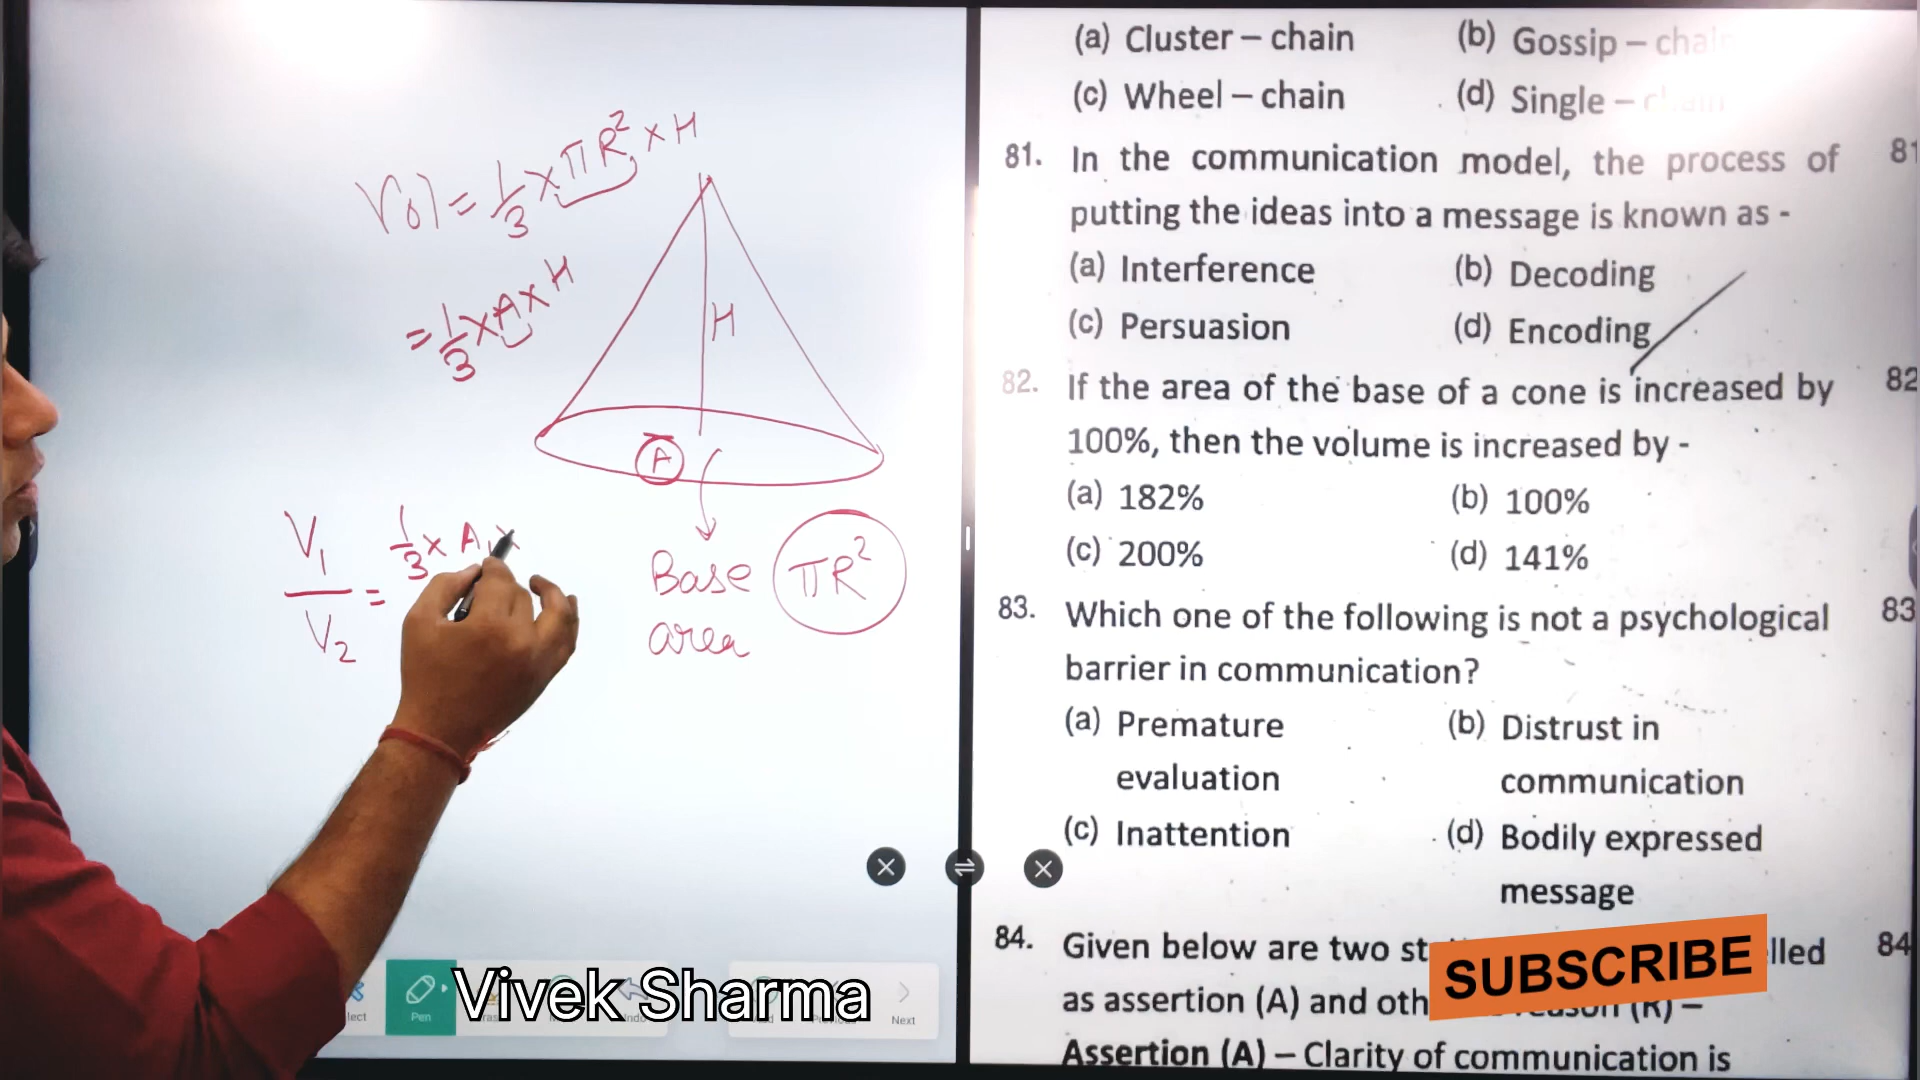 Vol = 1/3 × πR² × H
= 1/3 × A × H
H
A
V₁/V₂ = 1/3 × A₁ ×
Base area
πR²
Pen
Next
Vivek Sharma
(a) Cluster – chain (b) Gossip – chain
(c) Wheel – chain (d) Single – chain
81. In the communication model, the process of 81
putting the ideas into a message is known as -
(a) Interference (b) Decoding
(c) Persuasion (d) Encoding
82. If the area of the base of a cone is increased by 82
100%, then the volume is increased by -
(a) 182% (b) 100%
(c) 200% (d) 141%
83. Which one of the following is not a psychological 83
barrier in communication?
(a) Premature evaluation (b) Distrust in communication
(c) Inattention (d) Bodily expressed message
84. Given below are two st lled 84
as assertion (A) and oth (R) –
SUBSCRIBE
Assertion (A) – Clarity of communication is